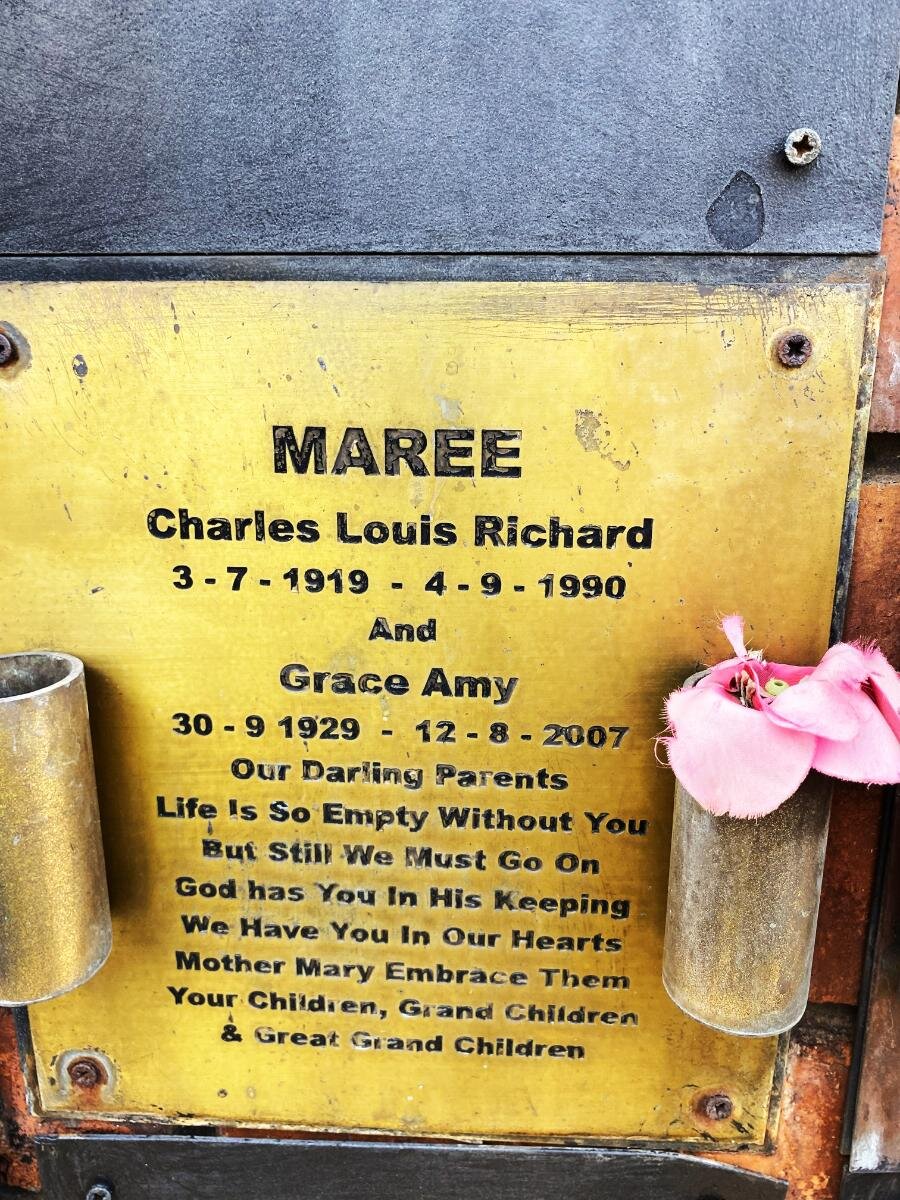 MAREE
Charles Louis Richard
3 - 7 - 1919 - 4 - 9 - 1990
And
Grace Amy
30 - 9 1929 - 12 - 8 - 2007
Our Darling Parents
Life Is So Empty Without You
But Still We Must Go On
God has You In His Keeping
We Have You In Our Hearts
Mother Mary Embrace Them
Your Children, Grand Children
& Great Grand Children